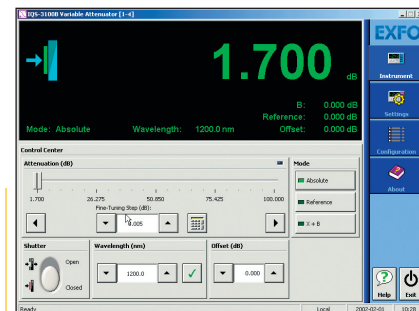 IQS-3100B Variable Attenuator [1-4]
EXFO
1.700 dB
B: 0.000 dB
Reference: 0.000 dB
Mode: Absolute Wavelength: 1200.0 nm Offset: 0.000 dB
Instrument
Settings
Configuration
About
Control Center
Attenuation (dB)
1.700 26.275 50.850 75.425 100.000
Fine-Tuning Step (dB):
0.005
Mode
Absolute
Reference
X + B
Shutter
Open
Closed
Wavelength (nm)
1200.0
Offset (dB)
0.000
Help Exit
Ready Local 2002-02-01 10:28